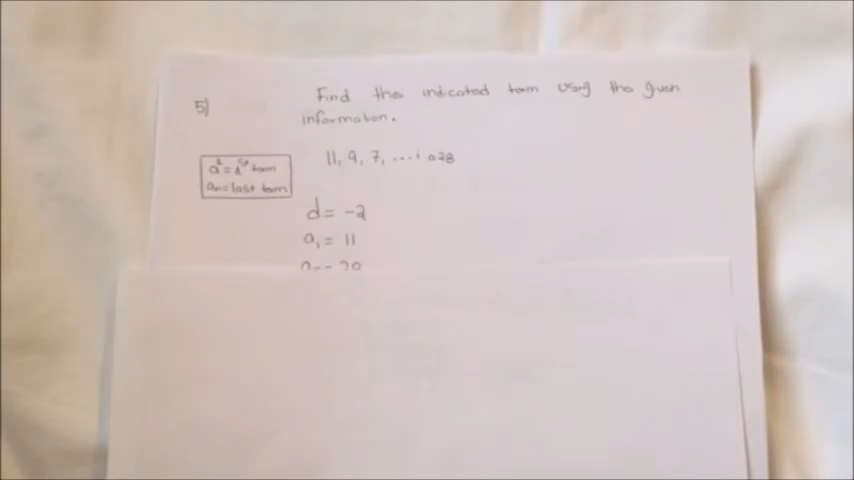 5) Find the indicated term using the given
information.
11, 9, 7, ... ; a28
a1 = 1st term
an = last term
d = -2
a1 = 11